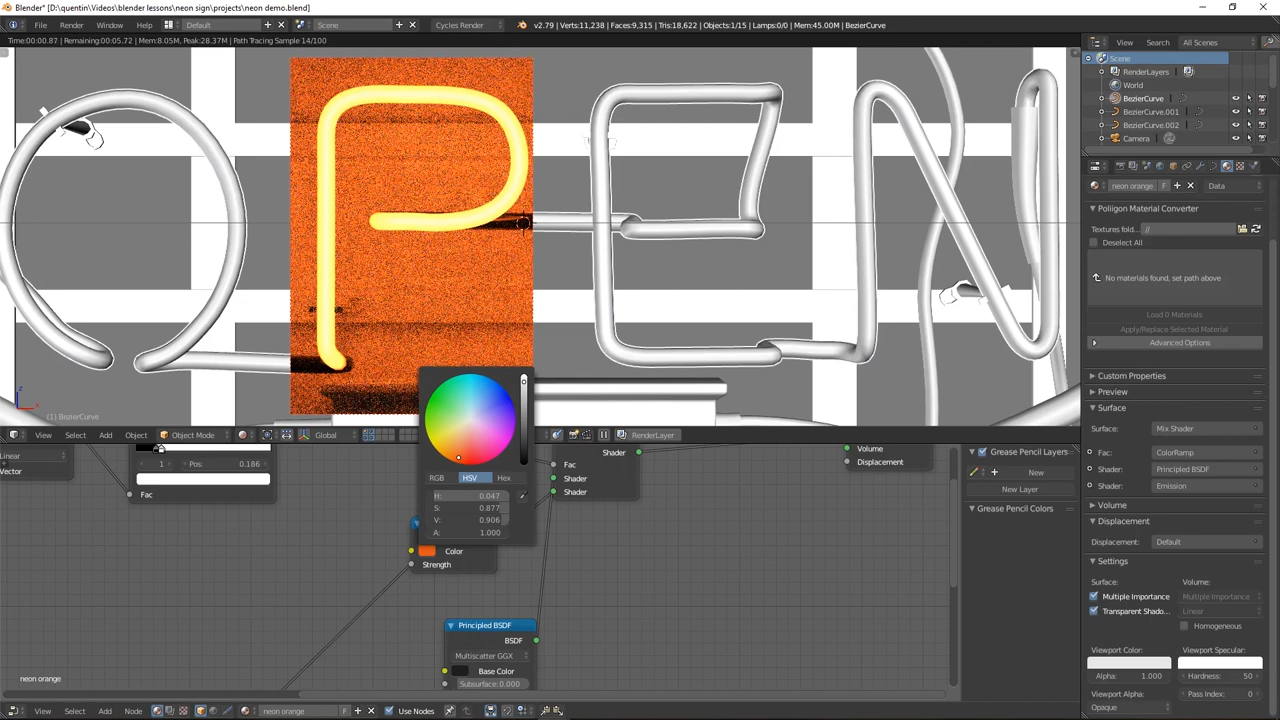 Blender* [D:\quentin\Videos\blender lessons\neon sign\projects\neon demo.blend]
File Render Window Help Default Scene Cycles Render v2.79 | Verts:11,238 | Faces:9,315 | Tris:18,622 | Objects:1/15 | Lamps:0/0 | Mem:45.00M | BezierCurve
Time:00:00.87 | Remaining:00:05.72 | Mem:8.05M, Peak:28.37M | Path Tracing Sample 14/100
View Search All Scenes
Scene
RenderLayers
World
BezierCurve
BezierCurve.001
BezierCurve.002
Camera
neon orange F Data
Poliigon Material Converter
Textures fold... //
Deselect All
No materials found, set path above
Load 0 Materials
Apply/Replace Selected Material
Advanced Options
Custom Properties
Preview
Surface
Surface: Mix Shader
Fac: ColorRamp
Shader: Principled BSDF
Shader: Emission
Volume
Displacement
Displacement: Default
Settings
Surface: Volume:
Multiple Importance Multiple Importance
Transparent Shado... Linear
Homogeneous
Viewport Color: Viewport Specular:
Alpha: 1.000 Hardness: 50
Viewport Alpha: Pass Index: 0
Opaque
(1) BezierCurve
View Select Add Object Object Mode Global RenderLayer
Linear
Vector
1 Pos: 0.186
Fac
RGB HSV Hex
H: 0.047
S: 0.877
V: 0.906
A: 1.000
Color
Strength
Shader
Fac
Shader
Shader
Volume
Displacement
Principled BSDF
BSDF
Multiscatter GGX
Base Color
Subsurface: 0.000
Grease Pencil Layers
New
New Layer
Grease Pencil Colors
neon orange
View Select Add Node neon orange F Use Nodes